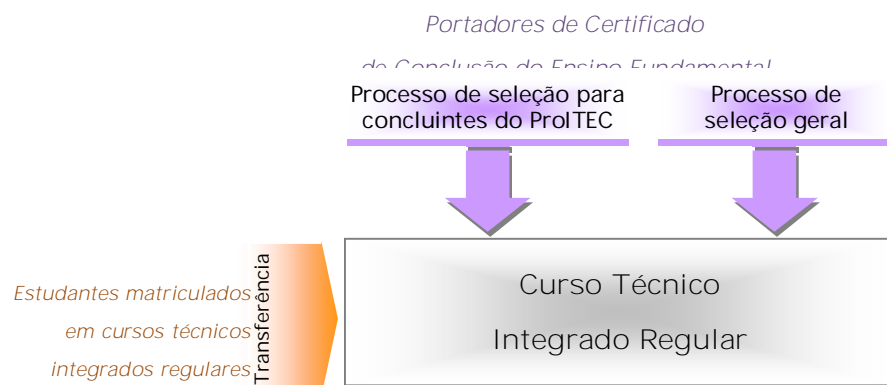 Portadores de Certificado
de Conclusão do Ensino Fundamental
Processo de seleção para
concluintes do ProITEC
Processo de
seleção geral
Transferência
Estudantes matriculados
em cursos técnicos
integrados regulares
Curso Técnico
Integrado Regular